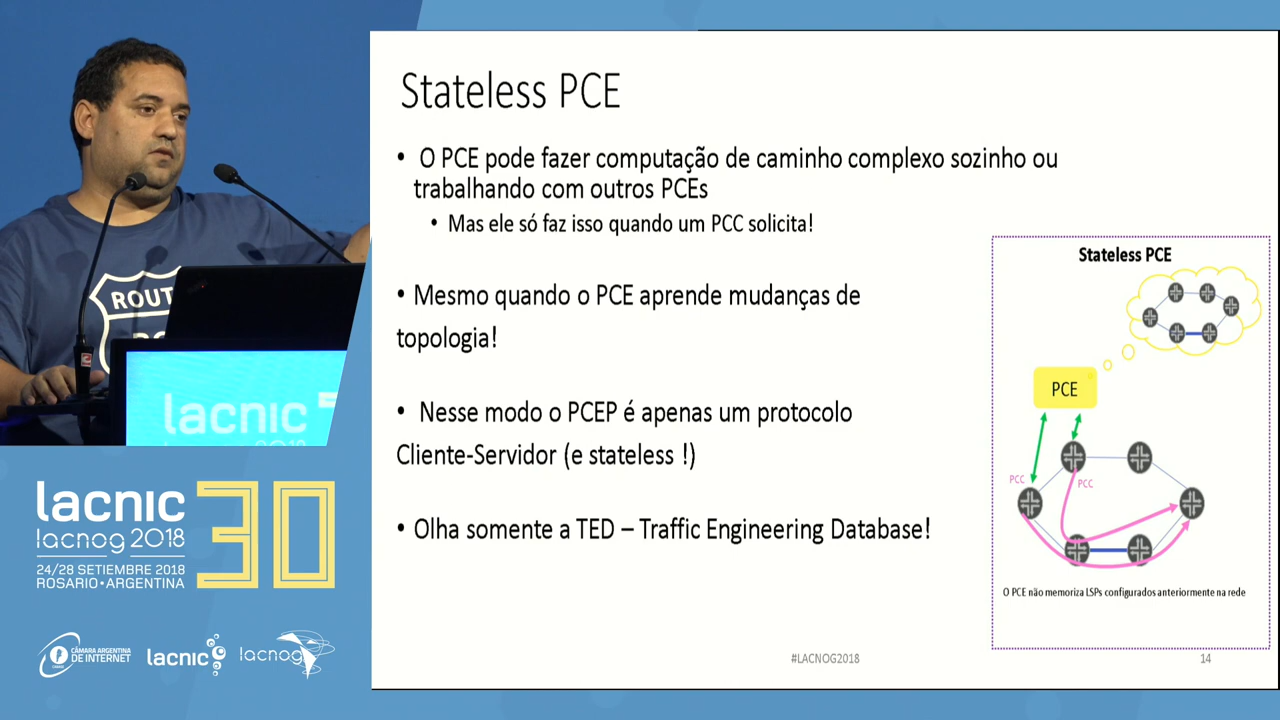 Stateless PCE
• O PCE pode fazer computação de caminho complexo sozinho ou
trabalhando com outros PCEs
• Mas ele só faz isso quando um PCC solicita!
• Mesmo quando o PCE aprende mudanças de
topologia!
• Nesse modo o PCEP é apenas um protocolo
Cliente-Servidor (e stateless !)
• Olha somente a TED – Traffic Engineering Database!
Stateless PCE
PCE
PCC
PCC
O PCE não memoriza LSPs configurados anteriormente na rede
#LACNOG2018
14
lacnic
lacnic 30
lacnog 2018
24/28 SETIEMBRE 2018
ROSARIO•ARGENTINA
CÁMARA ARGENTINA
DE INTERNET
lacnic
lacnog